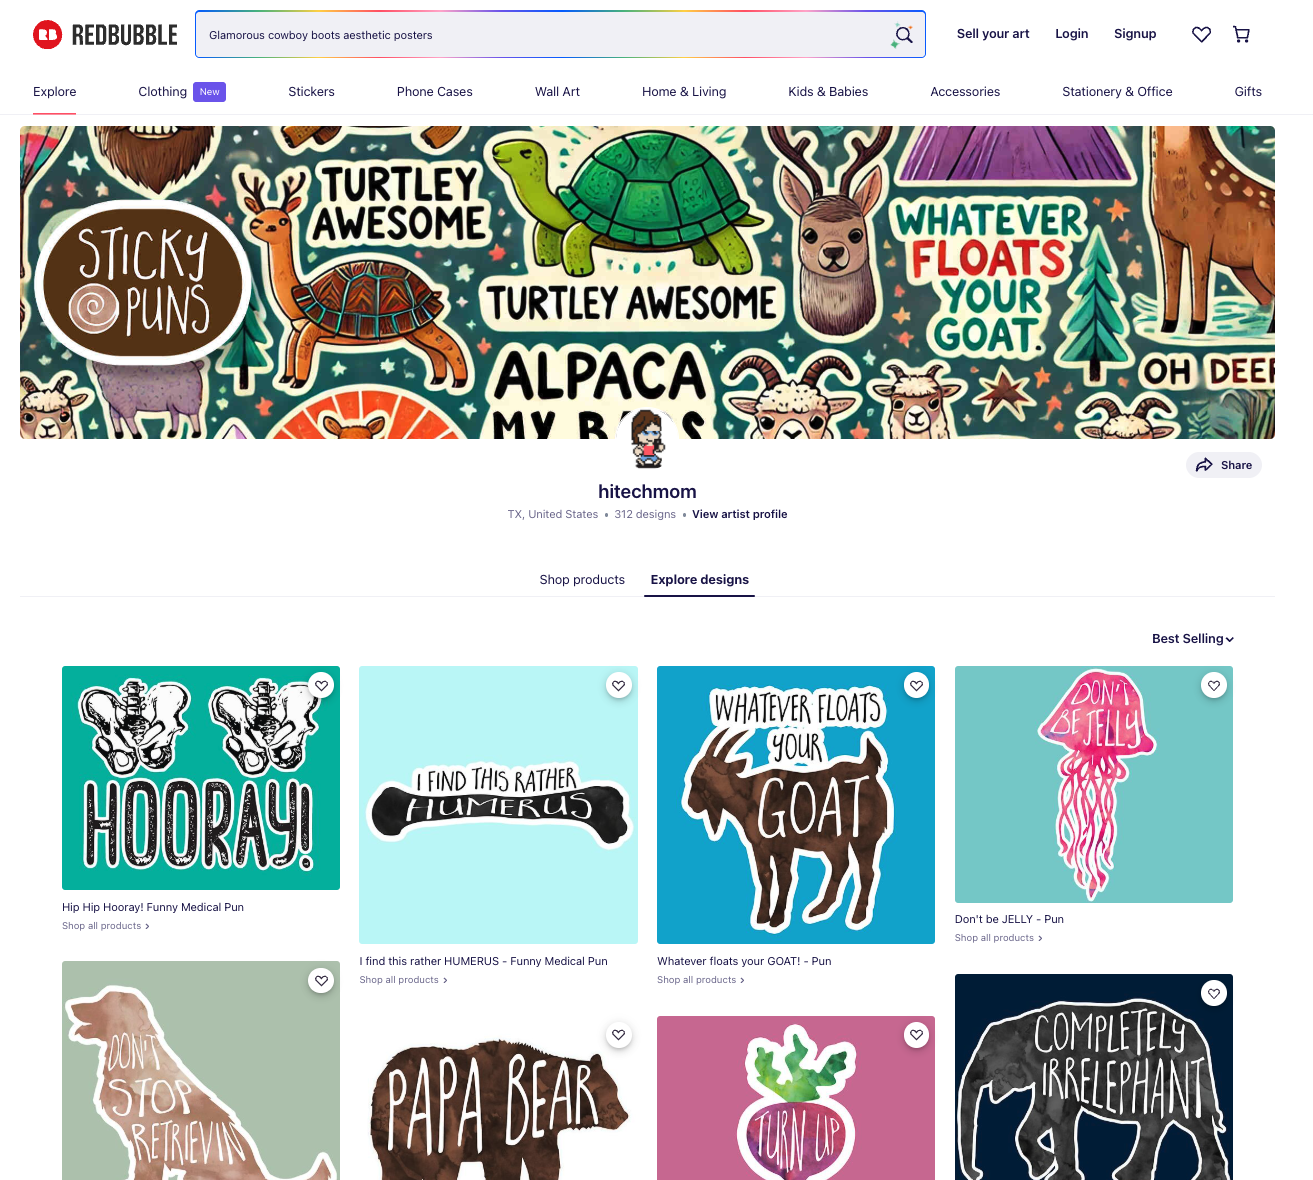 REDBUBBLE
Glamorous cowboy boots aesthetic posters
Sell your art
Login
Signup
Explore
Clothing
New
Stickers
Phone Cases
Wall Art
Home & Living
Kids & Babies
Accessories
Stationery & Office
Gifts
STICKY
PUNS
TURTLEY
AWESOME
TURTLEY AWESOME
ALPACA
MY BAGS
WHATEVER
FLOATS
YOUR
GOAT.
OH DEER
Share
hitechmom
TX, United States • 312 designs • View artist profile
Shop products
Explore designs
Best Selling
HOORAY!
Hip Hip Hooray! Funny Medical Pun
Shop all products
I FIND THIS RATHER
HUMERUS
I find this rather HUMERUS - Funny Medical Pun
Shop all products
WHATEVER FLOATS
YOUR
GOAT
Whatever floats your GOAT! - Pun
Shop all products
DON'T
BE JELLY
Don't be JELLY - Pun
Shop all products
DON'T
STOP
RETRIEVIN
PAPA BEAR
TURN UP
COMPLETELY
IRRELEPHANT